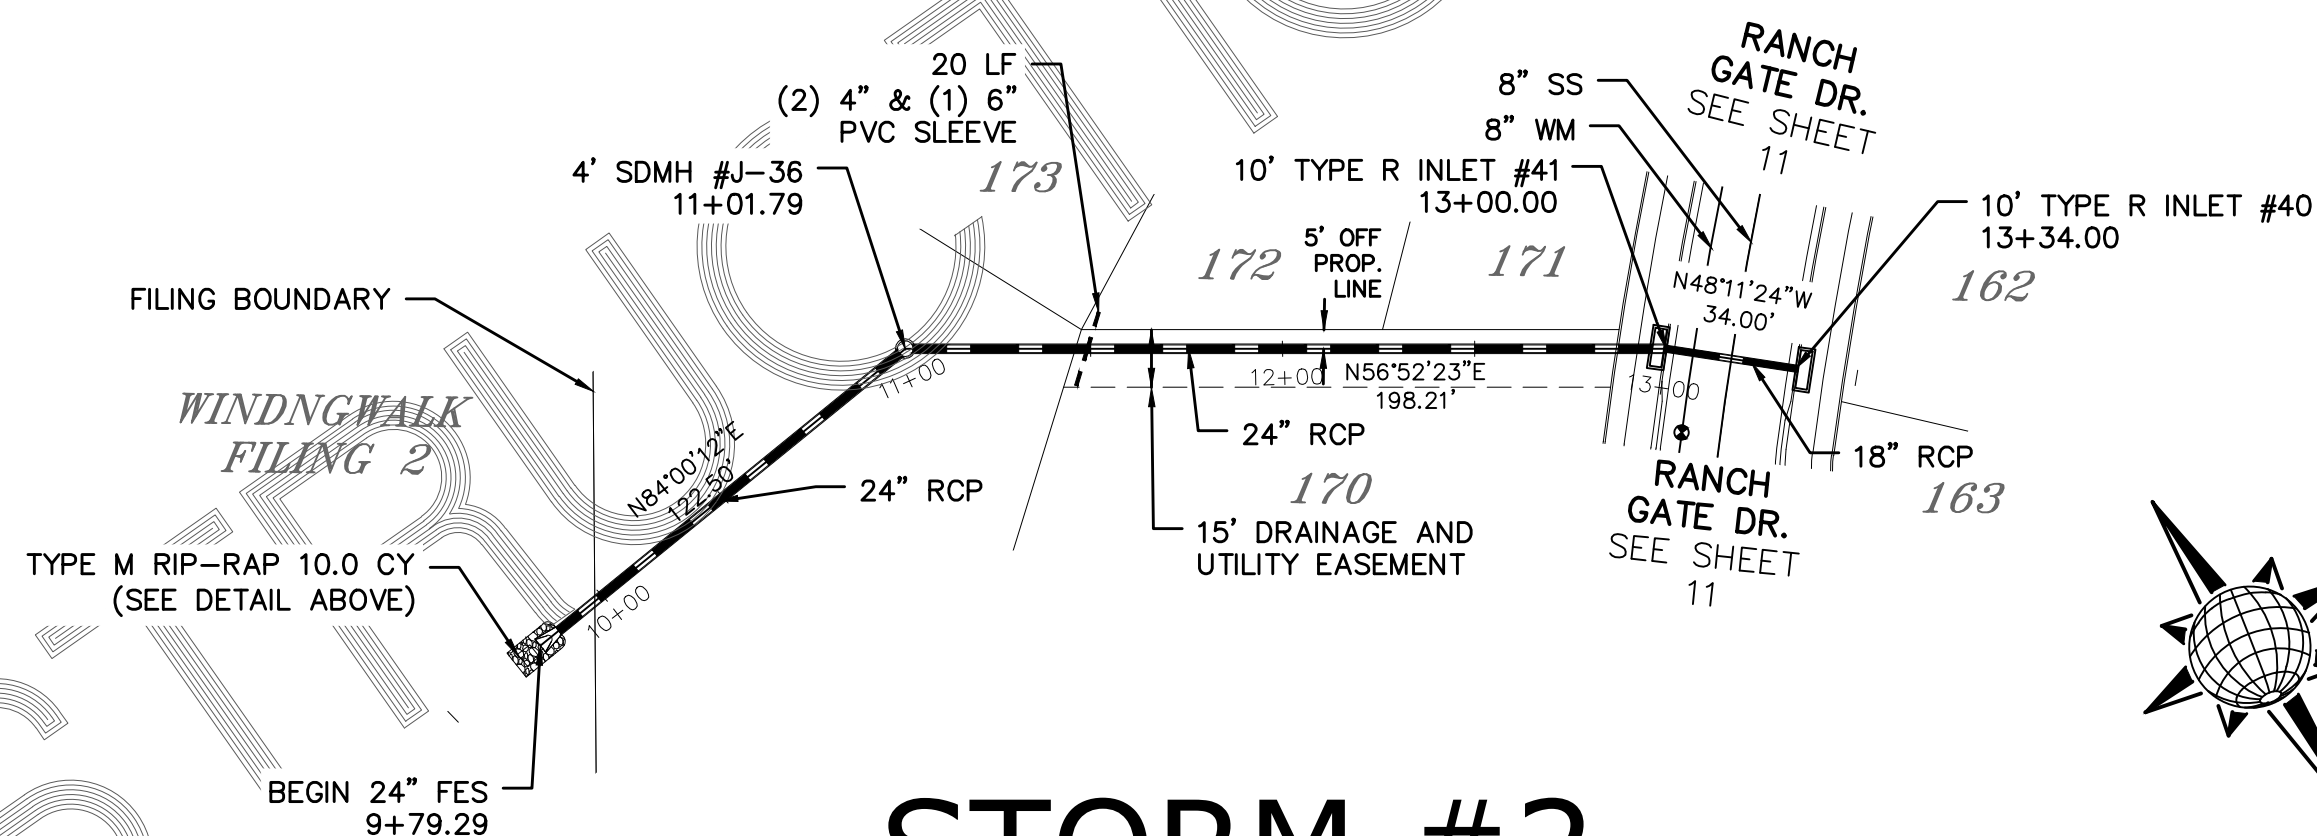 RANCH
GATE DR.
SEE SHEET
11
20 LF
(2) 4” & (1) 6”
PVC SLEEVE
8” SS
8” WM
4' SDMH #J-36
11+01.79
173
10' TYPE R INLET #41
13+00.00
10' TYPE R INLET #40
13+34.00
5' OFF
PROP.
LINE
172
171
162
N48°11'24”W
34.00'
FILING BOUNDARY
11+00
12+00
N56°52'23”E
198.21'
13+00
WINDNGWALK
FILING 2
N84°00'12”E
122.50'
24” RCP
24” RCP
18” RCP
170
163
RANCH
GATE DR.
SEE SHEET
11
15' DRAINAGE AND
UTILITY EASEMENT
TYPE M RIP-RAP 10.0 CY
(SEE DETAIL ABOVE)
10+00
BEGIN 24” FES
9+79.29
STORM #2